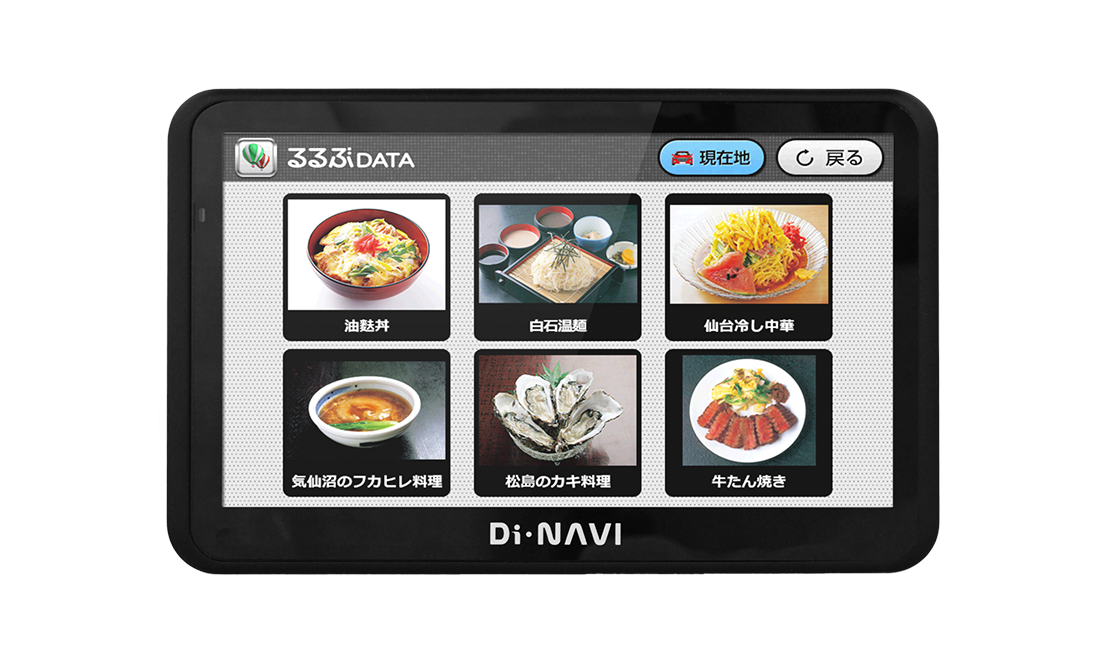 るるぶDATA
現在地
戻る
油麩丼
白石温麺
仙台冷し中華
気仙沼のフカヒレ料理
松島のカキ料理
牛たん焼き
Di・NAVI